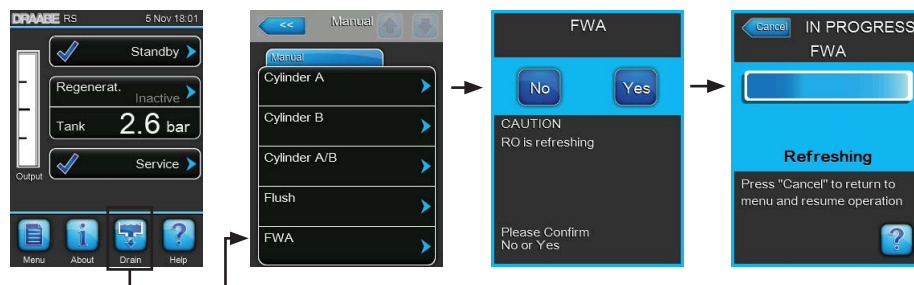 DRAABE RS 5 Nov 18:01
Standby
Regenerat.
Inactive
Tank 2.6 bar
Service
Output
Menu About Drain Help
<< Manual
Manual
Cylinder A
Cylinder B
Cylinder A/B
Flush
FWA
FWA
No Yes
CAUTION
RO is refreshing
Please Confirm
No or Yes
Cancel IN PROGRESS
FWA
Refreshing
Press "Cancel" to return to
menu and resume operation
?